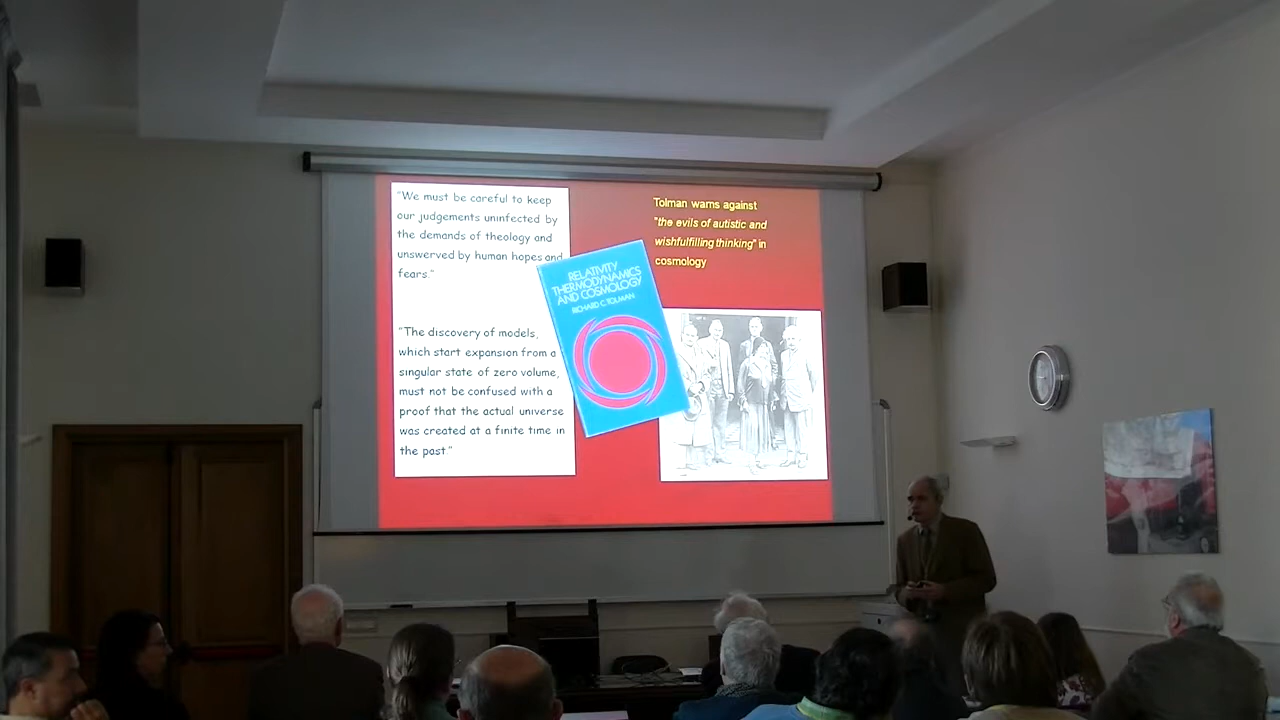 "We must be careful to keep
our judgements uninfected by
the demands of theology and
unswerved by human hopes and
fears."
"The discovery of models,
which start expansion from a
singular state of zero volume,
must not be confused with a
proof that the actual universe
was created at a finite time in
the past."
RELATIVITY
THERMODYNAMICS
AND COSMOLOGY
RICHARD C. TOLMAN
Tolman warns against
"the evils of autistic and
wishfulfilling thinking" in
cosmology